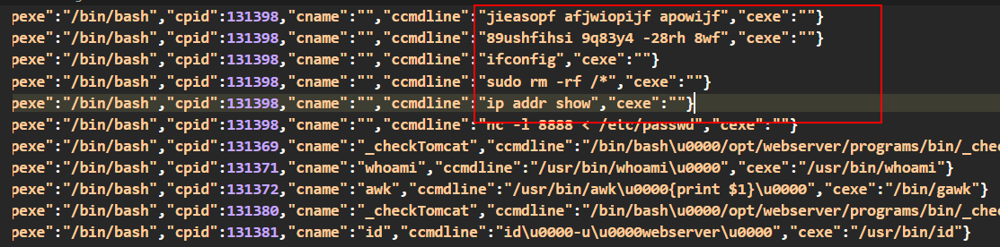 pexe":"/bin/bash","cpid":131398,"cname":"","ccmdline":"jieasopf afjwiopijf apowijf","cexe":""}
pexe":"/bin/bash","cpid":131398,"cname":"","ccmdline":"89ushfihsi 9q83y4 -28rh 8wf","cexe":""}
pexe":"/bin/bash","cpid":131398,"cname":"","ccmdline":"ifconfig","cexe":""}
pexe":"/bin/bash","cpid":131398,"cname":"","ccmdline":"sudo rm -rf /*","cexe":""}
pexe":"/bin/bash","cpid":131398,"cname":"","ccmdline":"ip addr show","cexe":""}
pexe":"/bin/bash","cpid":131398,"cname":"","ccmdline":"nc -l 8888 < /etc/passwd","cexe":""}
pexe":"/bin/bash","cpid":131369,"cname":"_checkTomcat","ccmdline":"/bin/bash\u0000/opt/webserver/programs/bin/_che
pexe":"/bin/bash","cpid":131371,"cname":"whoami","ccmdline":"/usr/bin/whoami\u0000","cexe":"/usr/bin/whoami"}
pexe":"/bin/bash","cpid":131372,"cname":"awk","ccmdline":"/usr/bin/awk\u0000{print $1}\u0000","cexe":"/bin/gawk"}
pexe":"/bin/bash","cpid":131380,"cname":"_checkTomcat","ccmdline":"/bin/bash\u0000/opt/webserver/programs/bin/_che
pexe":"/bin/bash","cpid":131381,"cname":"id","ccmdline":"id\u0000-u\u0000webserver\u0000","cexe":"/usr/bin/id"}